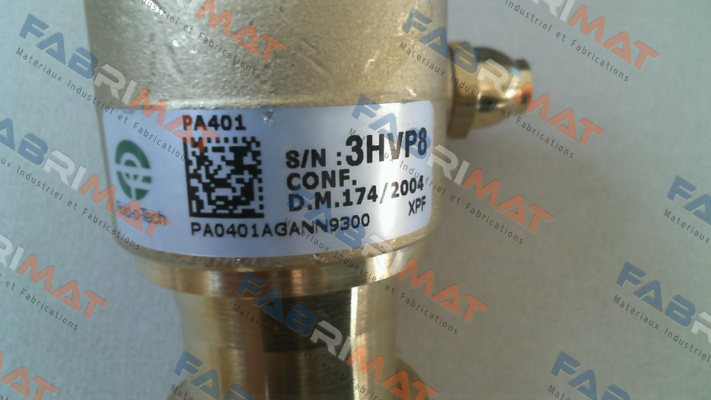 PA401
S/N : 3HVP8
CONF.
D.M.174/2004
XPF
PA0401AGANN9300
FABRIMAT
Materiaux Industriel et Fabrications